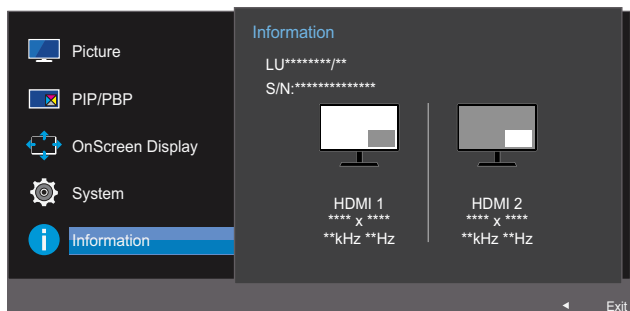 Picture
PIP/PBP
OnScreen Display
System
Information
Information
LU********/**
S/N:**************
HDMI 1
**** x ****
**kHz **Hz
HDMI 2
**** x ****
**kHz **Hz
Exit